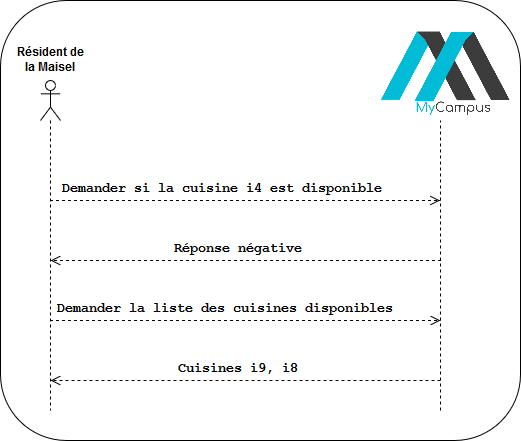 Résident de
la Maisel
MyCampus
Demander si la cuisine i4 est disponible
Réponse négative
Demander la liste des cuisines disponibles
Cuisines i9, i8